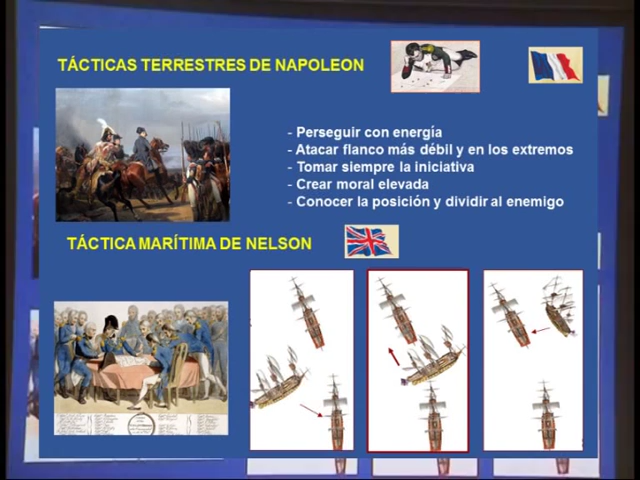 TÁCTICAS TERRESTRES DE NAPOLEON
- Perseguir con energía
- Atacar flanco más débil y en los extremos
- Tomar siempre la iniciativa
- Crear moral elevada
- Conocer la posición y dividir al enemigo
TÁCTICA MARÍTIMA DE NELSON